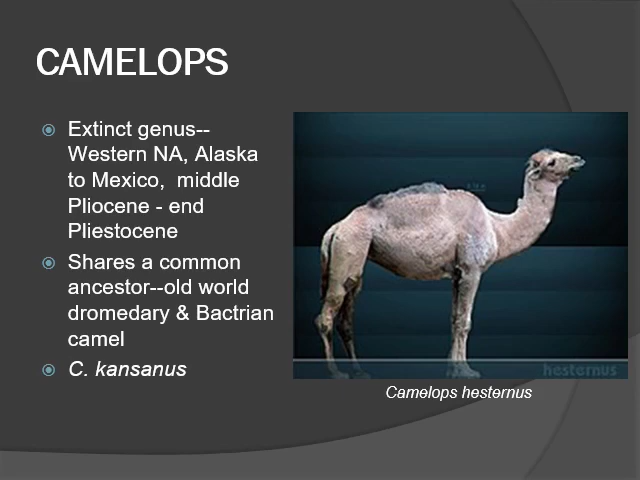 CAMELOPS
Extinct genus--
Western NA, Alaska
to Mexico,  middle
Pliocene - end
Pliestocene
Shares a common
ancestor--old world
dromedary & Bactrian
camel
C. kansanus
hesternus
Camelops hesternus